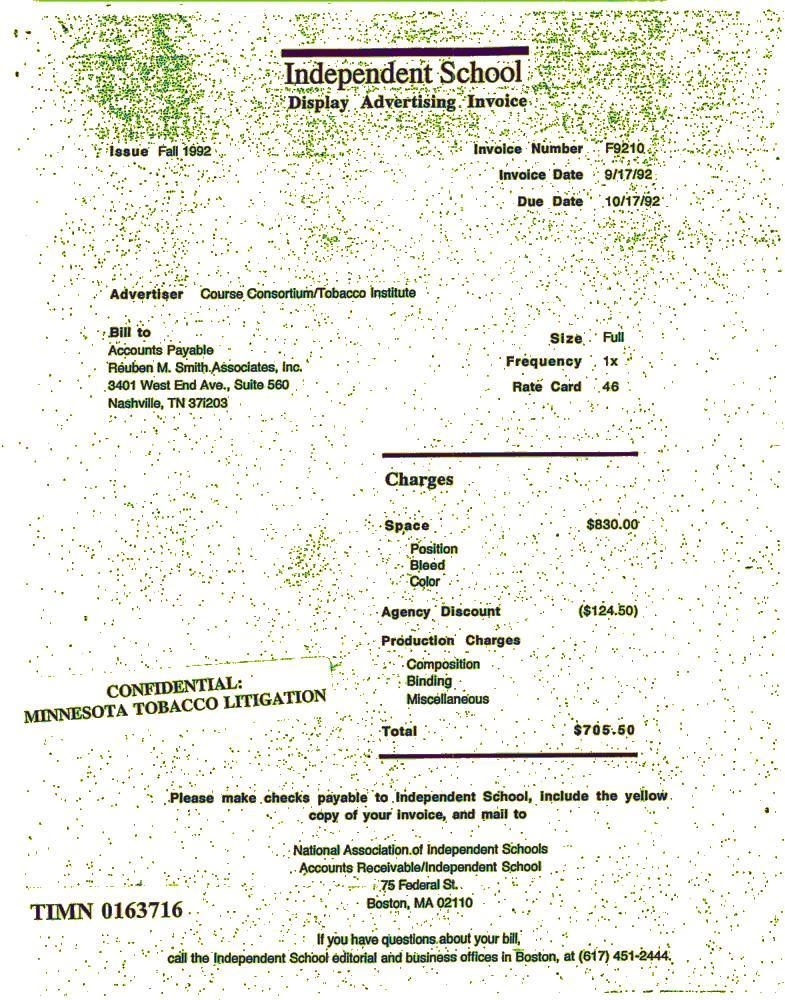 Independent School
Display Advertising Invoice
Issue Fall 1992
Invoice Number F9210
Invoice Date 9/17/92
Due Date 10/17/92
Advertiser Course Consortium/Tobacco Institute
Bill to
Accounts Payable
Reuben M. Smith Associates, Inc.
3401 West End Ave., Suite 560
Nashville, TN 371203
Size Full
Frequency 1x
Rate Card 46
Charges
Space $830.00
Position
Bleed
Color
Agency Discount ($124.50)
Production Charges
Composition
Binding
Miscellaneous
Total $705.50
CONFIDENTIAL:
MINNESOTA TOBACCO LITIGATION
Please make checks payable to Independent School, include the yellow
copy of your invoice, and mail to
National Association of Independent Schools
Accounts Receivable/Independent School
75 Federal St.
Boston, MA 02110
TIMN 0163716
If you have questions about your bill,
call the Independent School editorial and business offices in Boston, at (617) 451-2444.